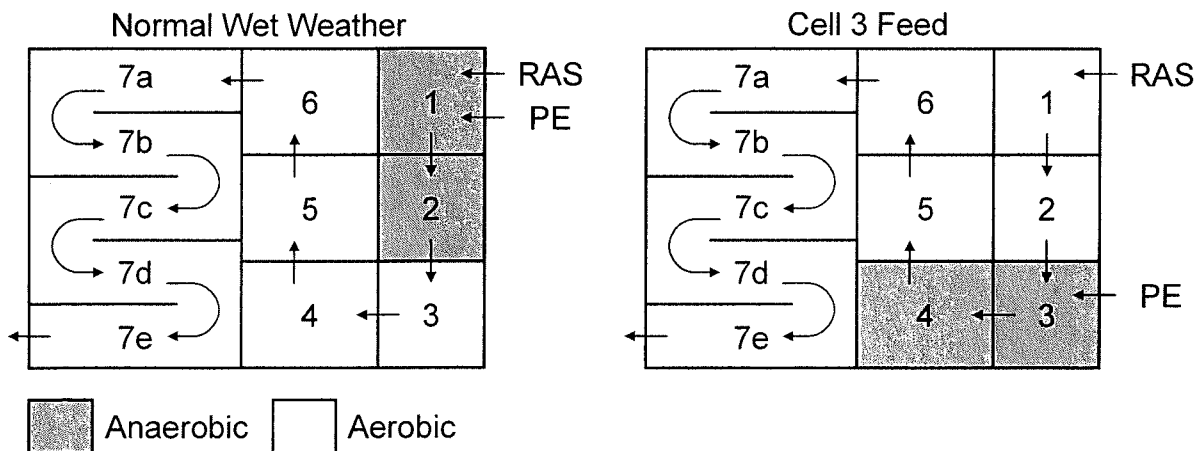 Normal Wet Weather
7a
6
1
RAS
PE
7b
7c
5
2
7d
7e
4
3
Cell 3 Feed
7a
6
1
RAS
7b
7c
5
2
7d
7e
4
3
PE
Anaerobic
Aerobic